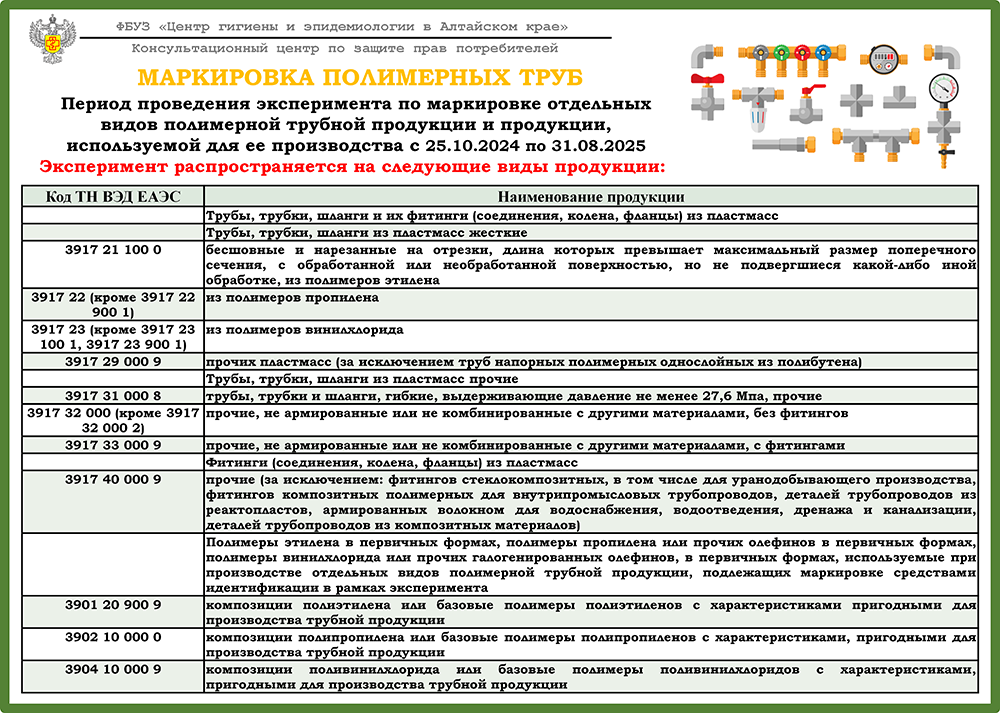 ФБУЗ «Центр гигиены и эпидемиологии в Алтайском крае»
Консультационный центр по защите прав потребителей
МАРКИРОВКА ПОЛИМЕРНЫХ ТРУБ
Период проведения эксперимента по маркировке отдельных
видов полимерной трубной продукции и продукции,
используемой для ее производства с 25.10.2024 по 31.08.2025
Эксперимент распространяется на следующие виды продукции:
Код ТН ВЭД ЕАЭС
Наименование продукции
Трубы, трубки, шланги и их фитинги (соединения, колена, фланцы) из пластмасс
Трубы, трубки, шланги из пластмасс жесткие
3917 21 100 0
бесшовные и нарезанные на отрезки, длина которых превышает максимальный размер поперечного
сечения, с обработанной или необработанной поверхностью, но не подвергшиеся какой-либо иной
обработке, из полимеров этилена
3917 22 (кроме 3917 22
900 1)
из полимеров пропилена
3917 23 (кроме 3917 23
100 1, 3917 23 900 1)
из полимеров винилхлорида
3917 29 000 9
прочих пластмасс (за исключением труб напорных полимерных однослойных из полибутена)
Трубы, трубки, шланги из пластмасс прочие
3917 31 000 8
трубы, трубки и шланги, гибкие, выдерживающие давление не менее 27,6 Мпа, прочие
3917 32 000 (кроме 3917
32 000 2)
прочие, не армированные или не комбинированные с другими материалами, без фитингов
3917 33 000 9
прочие, не армированные или не комбинированные с другими материалами, с фитингами
Фитинги (соединения, колена, фланцы) из пластмасс
3917 40 000 9
прочие (за исключением: фитингов стеклокомпозитных, в том числе для уранодобывающего производства,
фитингов композитных полимерных для внутрипромысловых трубопроводов, деталей трубопроводов из
реактопластов, армированных волокном для водоснабжения, водоотведения, дренажа и канализации,
деталей трубопроводов из композитных материалов)
Полимеры этилена в первичных формах, полимеры пропилена или прочих олефинов в первичных формах,
полимеры винилхлорида или прочих галогенированных олефинов, в первичных формах, используемые при
производстве отдельных видов полимерной трубной продукции, подлежащих маркировке средствами
идентификации в рамках эксперимента
3901 20 900 9
композиции полиэтилена или базовые полимеры полиэтиленов с характеристиками пригодными для
производства трубной продукции
3902 10 000 0
композиции полипропилена или базовые полимеры полипропиленов с характеристиками, пригодными для
производства трубной продукции
3904 10 000 9
композиции поливинилхлорида или базовые полимеры поливинилхлоридов с характеристиками,
пригодными для производства трубной продукции